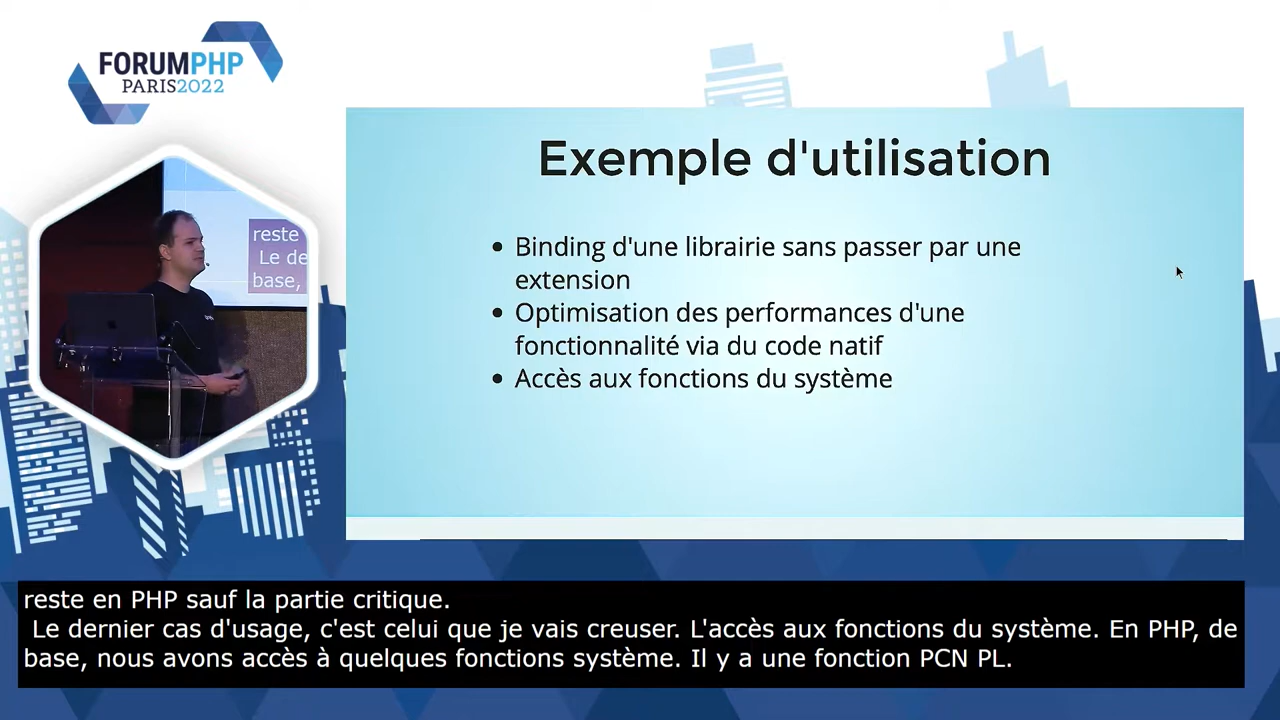 FORUMPHP
PARIS2022
reste
Le de
base,
Exemple d'utilisation
• Binding d'une librairie sans passer par une
extension
• Optimisation des performances d'une
fonctionnalité via du code natif
• Accès aux fonctions du système
reste en PHP sauf la partie critique.
Le dernier cas d'usage, c'est celui que je vais creuser. L'accès aux fonctions du système. En PHP, de
base, nous avons accès à quelques fonctions système. Il y a une fonction PCN PL.